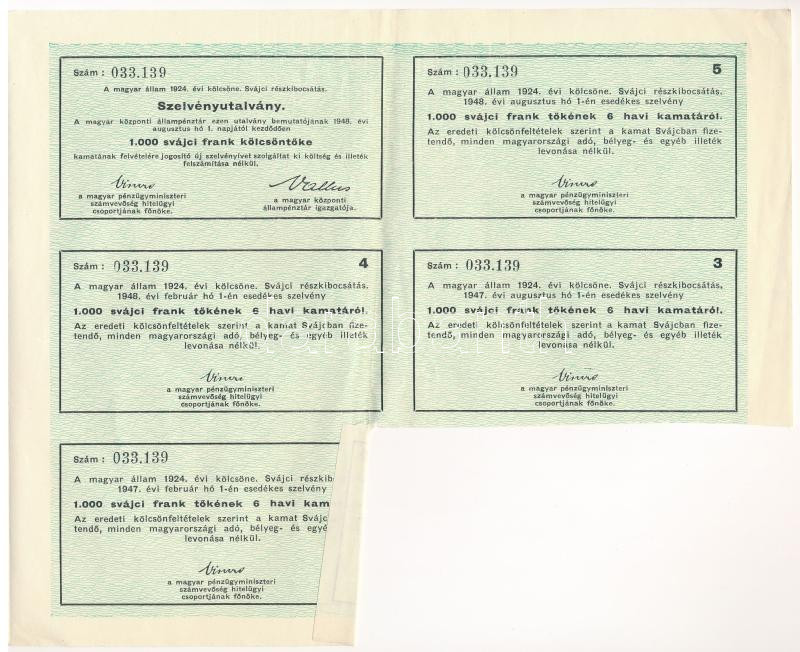 Szám : 033.139
A magyar állam 1924. évi kölcsöne. Svájci részkibocsátás.
Szelvényutalvány.
A magyar központi állampénztár ezen utalvány bemutatójának 1948. évi
augusztus hó 1. napjától kezdődően
1.000 svájci frank kölcsöntőke
kamatának felvételére jogosító új szelvényívet szolgáltat ki költség és illeték
felszámítása nélkül.
a magyar pénzügyminiszteri
számvevőség hitelügyi
csoportjának főnöke.
a magyar központi
állampénztár igazgatója.
Szám : 033.139 5
A magyar állam 1924. évi kölcsöne. Svájci részkibocsátás,
1948. évi augusztus hó 1-én esedékes szelvény
1.000 svájci frank tőkének 6 havi kamatáról.
Az eredeti kölcsönfeltételek szerint a kamat Svájcban fize-
tendő, minden magyarországi adó, bélyeg- és egyéb illeték
levonása nélkül.
a magyar pénzügyminiszteri
számvevőség hitelügyi
csoportjának főnöke.
Szám : 033.139 4
A magyar állam 1924. évi kölcsöne. Svájci részkibocsátás,
1948. évi február hó 1-én esedékes szelvény
1.000 svájci frank tőkének 6 havi kamatáról.
Az eredeti kölcsönfeltételek szerint a kamat Svájcban fize-
tendő, minden magyarországi adó, bélyeg- és egyéb illeték
levonása nélkül.
a magyar pénzügyminiszteri
számvevőség hitelügyi
csoportjának főnöke.
Szám : 033.139 3
A magyar állam 1924. évi kölcsöne. Svájci részkibocsátás,
1947. évi augusztus hó 1-én esedékes szelvény
1.000 svájci frank tőkének 6 havi kamatáról.
Az eredeti kölcsönfeltételek szerint a kamat Svájcban fize-
tendő, minden magyarországi adó, bélyeg- és egyéb illeték
levonása nélkül.
a magyar pénzügyminiszteri
számvevőség hitelügyi
csoportjának főnöke.
Szám : 033.139
A magyar állam 1924. évi kölcsöne. Svájci részkib
1947. évi február hó 1-én esedékes szelvény
1.000 svájci frank tőkének 6 havi kam
Az eredeti kölcsönfeltételek szerint a kamat Svájc
tendő, minden magyarországi adó, bélyeg- és egyé
levonása nélkül.
a magyar pénzügyminiszteri
számvevőség hitelügyi
csoportjának főnöke.